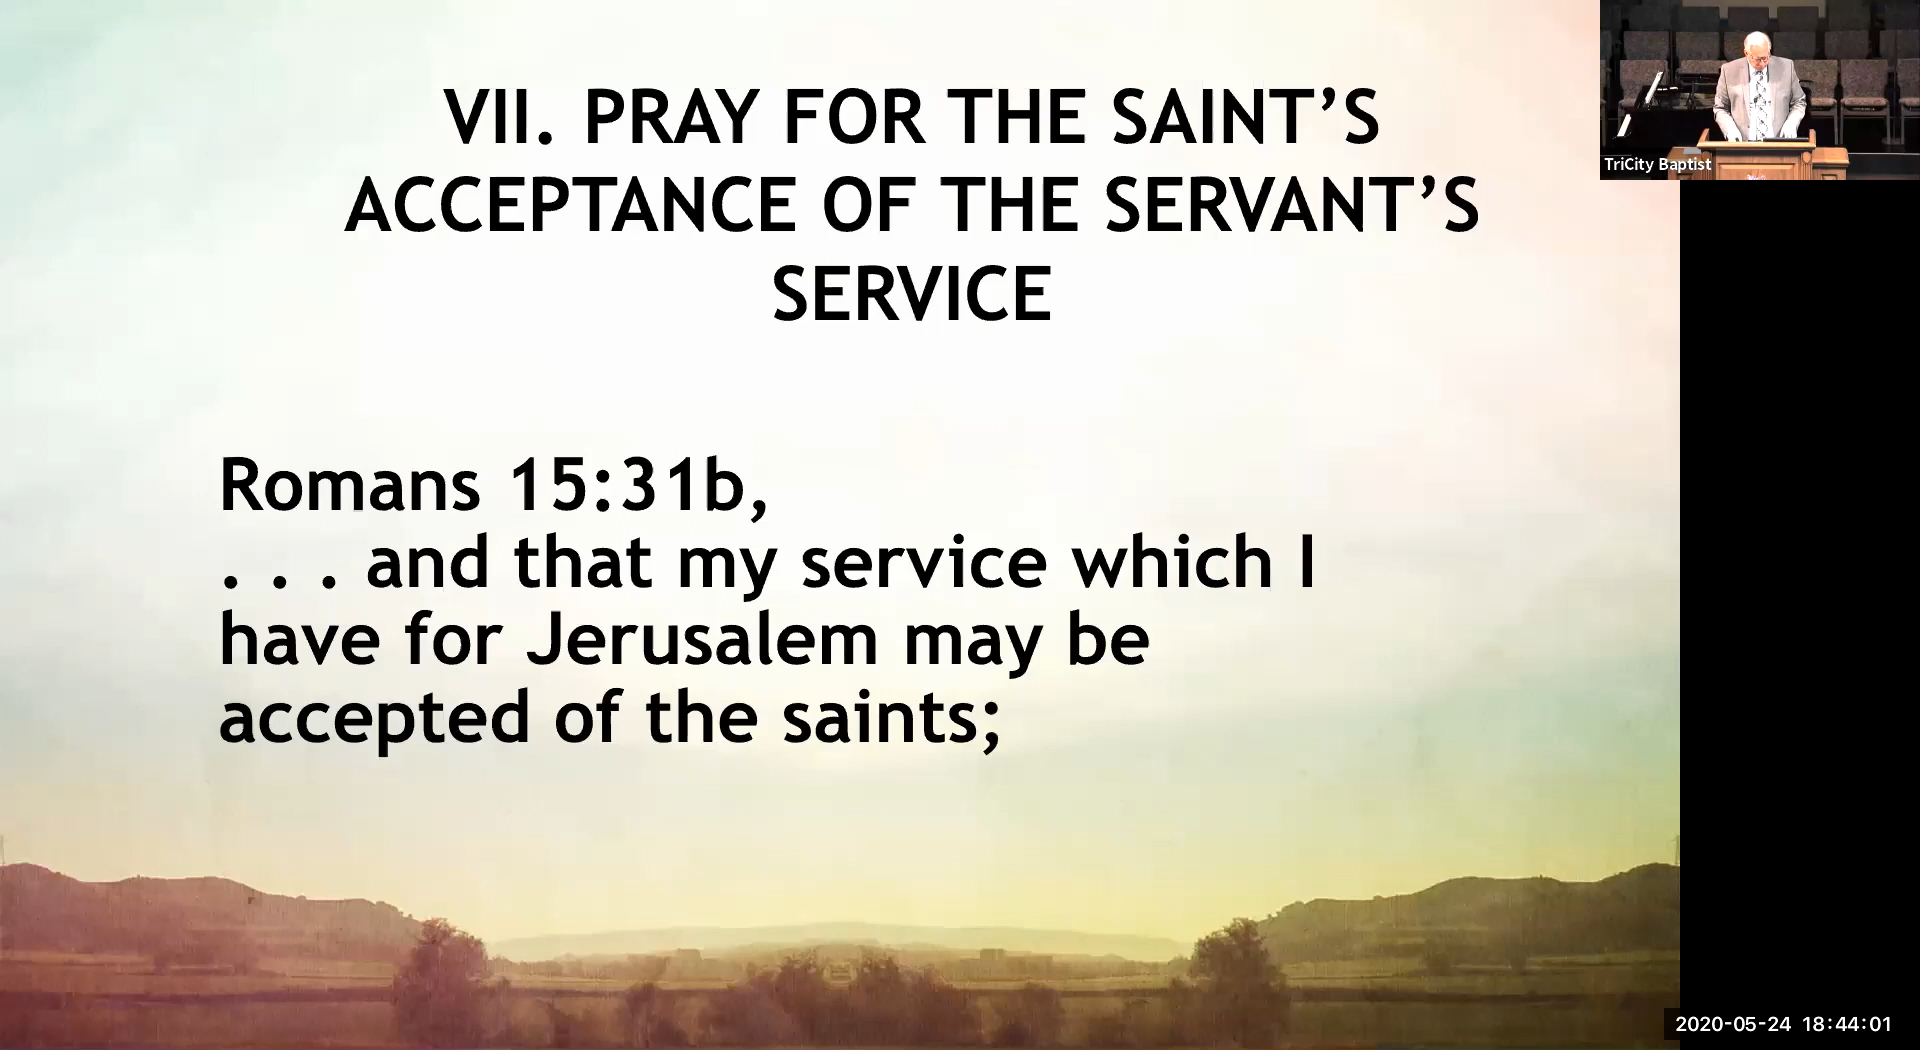 VII. PRAY FOR THE SAINT’S
ACCEPTANCE OF THE SERVANT’S
SERVICE
TriCity Baptist
Romans 15:31b,
. . . and that my service which I
have for Jerusalem may be
accepted of the saints;
2020-05-24 18:44:01